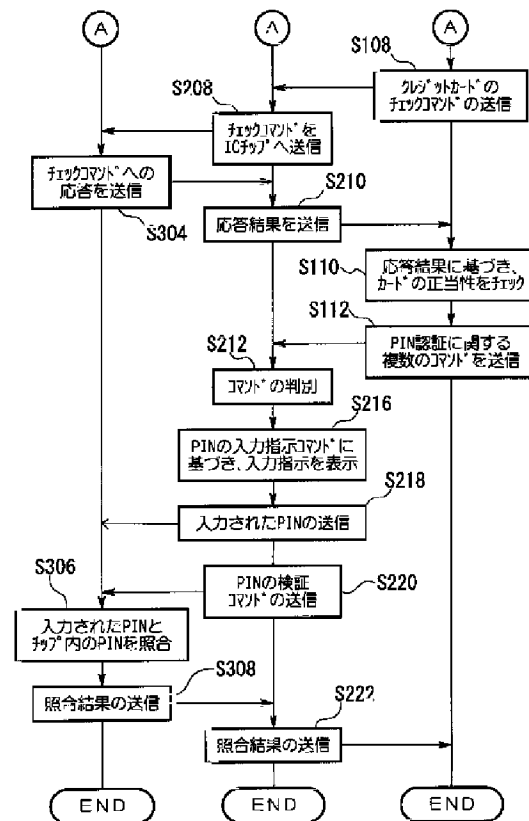 A
A
A
S108
クレジットカードの
チェックコマンドの送信
S208
チェックコマンドを
ICチップへ送信
チェックコマンドへの
応答を送信
S304
S210
応答結果を送信
S110
応答結果に基づき、
カードの正当性をチェック
S112
PIN認証に関する
複数のコマンドを送信
S212
コマンドの判別
S216
PINの入力指示コマンドに
基づき、入力指示を表示
S218
入力されたPINの送信
S220
PINの検証
コマンドの送信
S306
入力されたPINと
チップ内のPINを照合
S308
照合結果の送信
S222
照合結果の送信
END
END
END